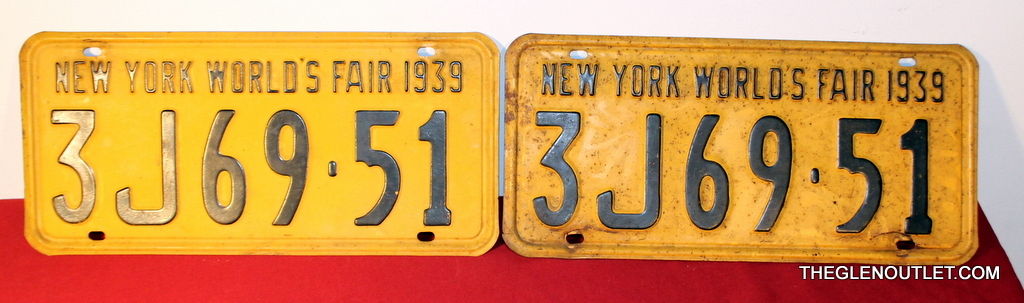 NEW YORK WORLD'S FAIR 1939
3J69·51
NEW YORK WORLD'S FAIR 1939
3J69·51
THEGLENOUTLET.COM